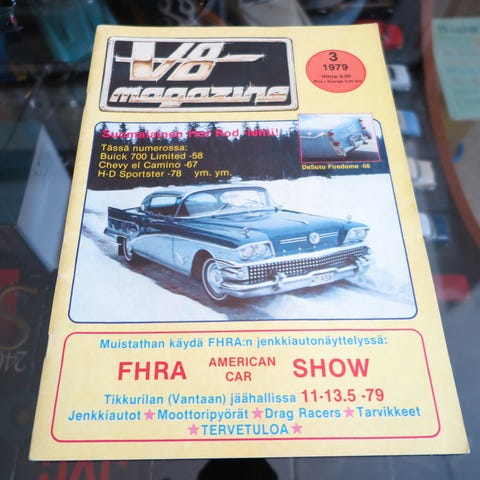 V8
magazine
3
1979
Hinta 8,00
Suomalainen Hot Rod-lehti!
Tässä numerossa:
Buick 700 Limited -58
Chevy el Camino -67
H-D Sportster -78 ym. ym.
DeSoto Firedome -56
Muistathan käydä FHRA:n jenkkiautonäyttelyssä:
FHRA AMERICAN CAR SHOW
Tikkurilan (Vantaan) jäähallissa 11-13.5 -79
Jenkkiautot ★ Moottoripyörät ★ Drag Racers ★ Tarvikkeet
★ TERVETULOA ★